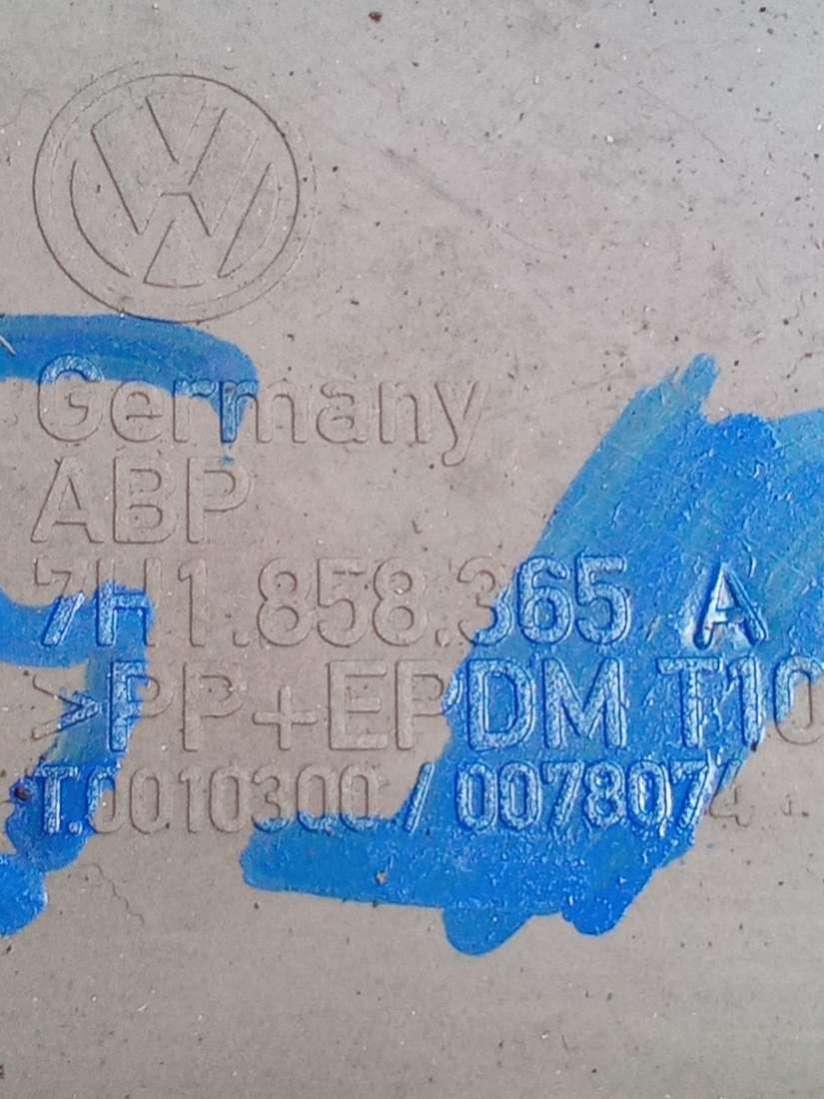 Germany
ABP
7H1.858.365 A
>PP+EPDM T10
T.0010300 / 0078074